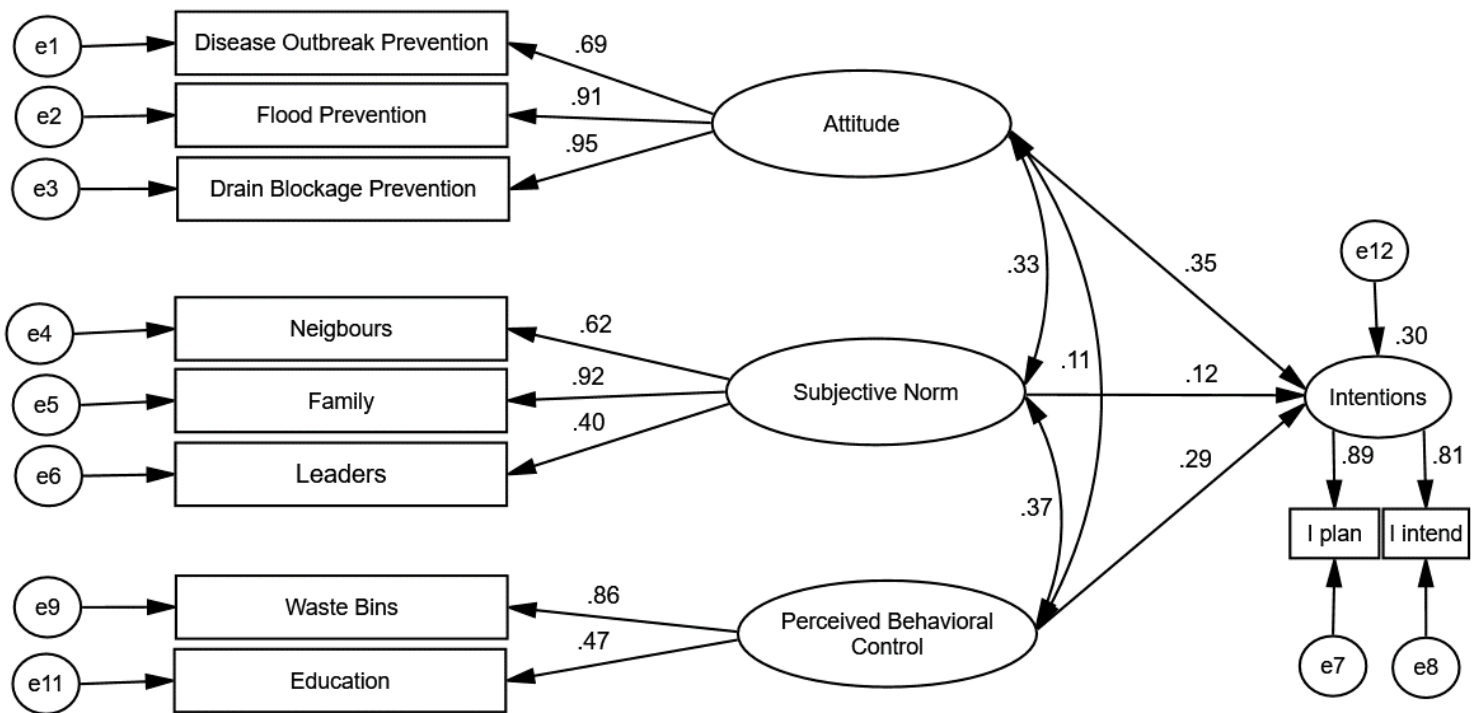 e1
Disease Outbreak Prevention
.69
e2
Flood Prevention
.91
Attitude
e3
Drain Blockage Prevention
.95
.33
.35
e12
.30
e4
Neigbours
.62
e5
Family
.92
Subjective Norm
.11
.12
Intentions
e6
Leaders
.40
.89
.81
.37
.29
I plan
I intend
e9
Waste Bins
.86
Perceived Behavioral
Control
e11
Education
.47
e7
e8